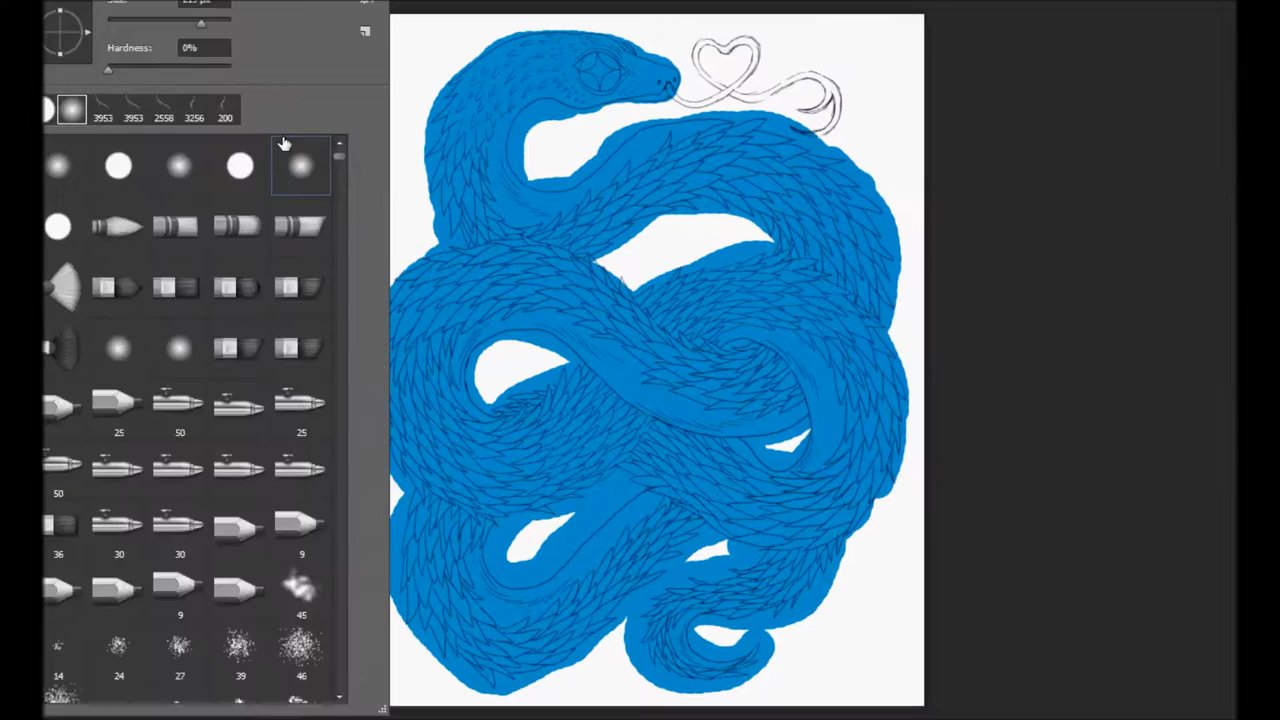 Size:
Hardness: 0%
3953 3953 2558 3256 200
25 50 25
50
36 30 30 9
9 45
14 24 27 39 46